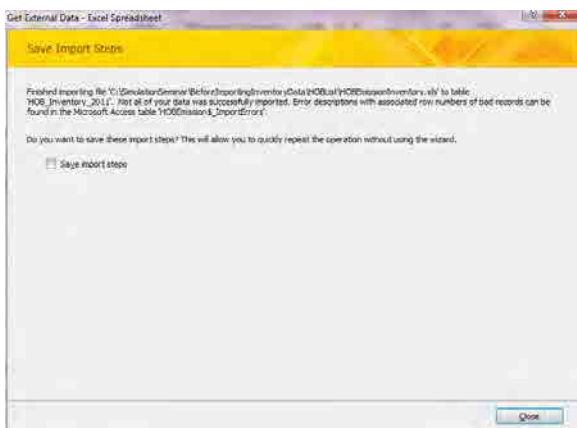 Get External Data - Excel Spreadsheet
Save Import Steps
Finished importing file 'C:\SimulationSeminar\BeforeImportingInventoryData\HOBList\HOBEmissionInventory.xls' to table
'HOB_Inventory_2011'. Not all of your data was successfully imported. Error descriptions with associated row numbers of bad records can be
found in the Microsoft Access table 'HOBEmission$_ImportErrors'.
Do you want to save these import steps? This will allow you to quickly repeat the operation without using the wizard.
Save import steps
Close